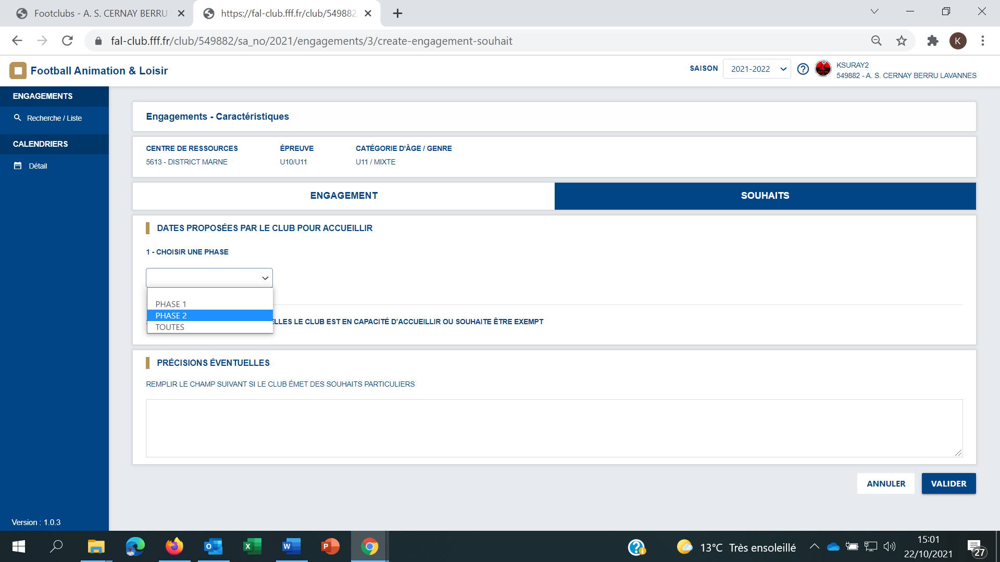 Footclubs - A. S. CERNAY BERRU
https://fal-club.fff.fr/club/549882
fal-club.fff.fr/club/549882/sa_no/2021/engagements/3/create-engagement-souhait
K
Football Animation & Loisir
SAISON
2021-2022
KSURAY2
549882 - A. S. CERNAY BERRU LAVANNES
ENGAGEMENTS
Recherche / Liste
CALENDRIERS
Détail
Engagements - Caractéristiques
CENTRE DE RESSOURCES
ÉPREUVE
CATÉGORIE D'ÂGE / GENRE
5613 - DISTRICT MARNE
U10/U11
U11 / MIXTE
ENGAGEMENT
SOUHAITS
DATES PROPOSÉES PAR LE CLUB POUR ACCUEILLIR
1 - CHOISIR UNE PHASE
PHASE 1
PHASE 2
TOUTES
LE CLUB EST EN CAPACITÉ D'ACCUEILLIR OU SOUHAITE ÊTRE EXEMPT
PRÉCISIONS ÉVENTUELLES
REMPLIR LE CHAMP SUIVANT SI LE CLUB ÉMET DES SOUHAITS PARTICULIERS
ANNULER
VALIDER
Version : 1.0.3
13°C Très ensoleillé
15:01
22/10/2021
27